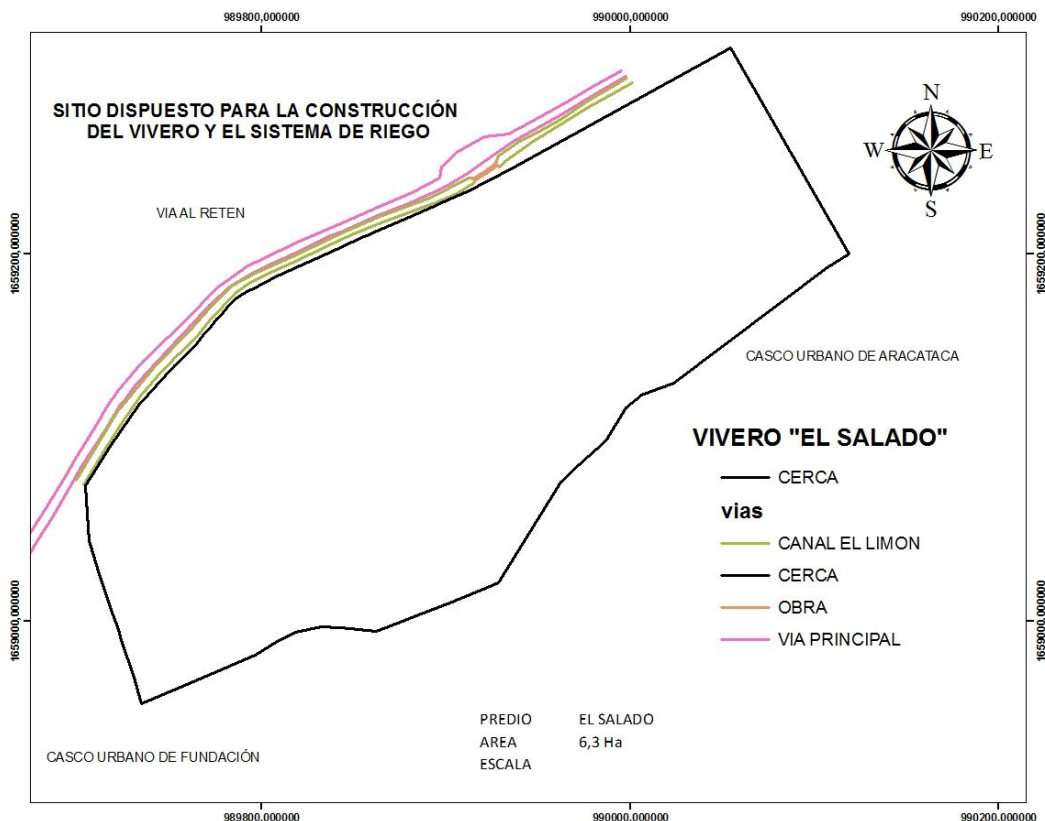 989800,000000
990000,000000
990200,000000
SITIO DISPUESTO PARA LA CONSTRUCCIÓN
DEL VIVERO Y EL SISTEMA DE RIEGO
N
W
E
S
VIA AL RETEN
1659200,000000
1659200,000000
CASCO URBANO DE ARACATACA
VIVERO "EL SALADO"
CERCA
vias
CANAL EL LIMON
CERCA
OBRA
VIA PRINCIPAL
1659000,000000
1659000,000000
PREDIO EL SALADO
AREA 6,3 Ha
ESCALA
CASCO URBANO DE FUNDACIÓN
989800,000000
990000,000000
990200,000000